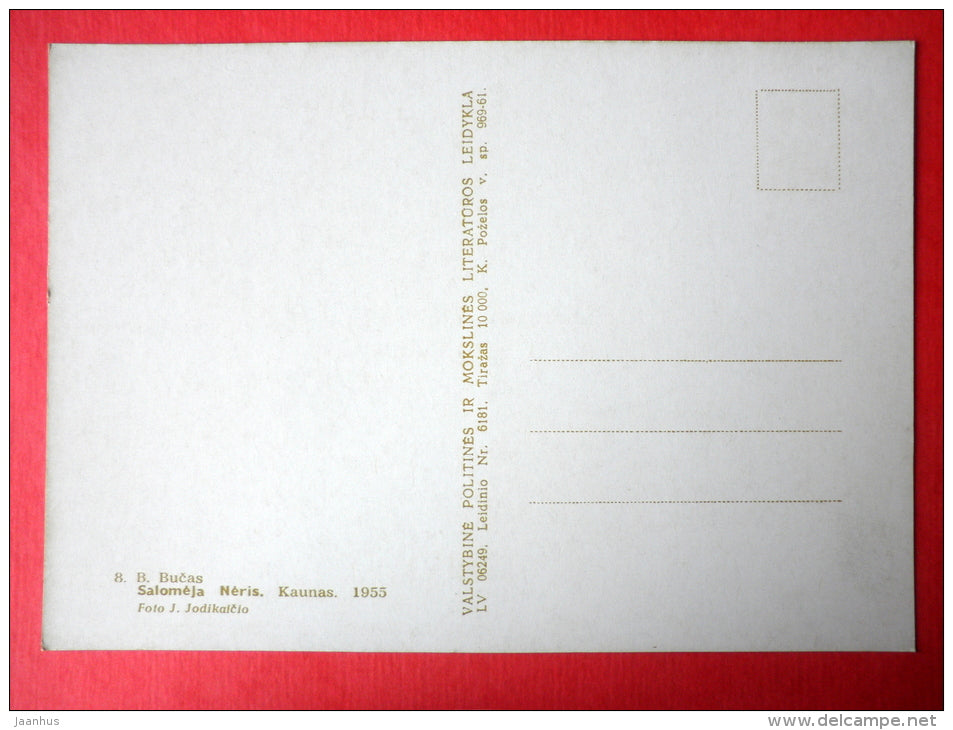 8. B. Bučas
Salomėja Nėris. Kaunas. 1955
Foto J. Jodikaičio
VALSTYBINĖ POLITINĖS IR MOKSLINĖS LITERATŪROS LEIDYKLA
LV 06249. Leidinio Nr. 6181. Tiražas 10 000, K. Poželos v. sp. 969-61.
Jaanhus
www.delcampe.net